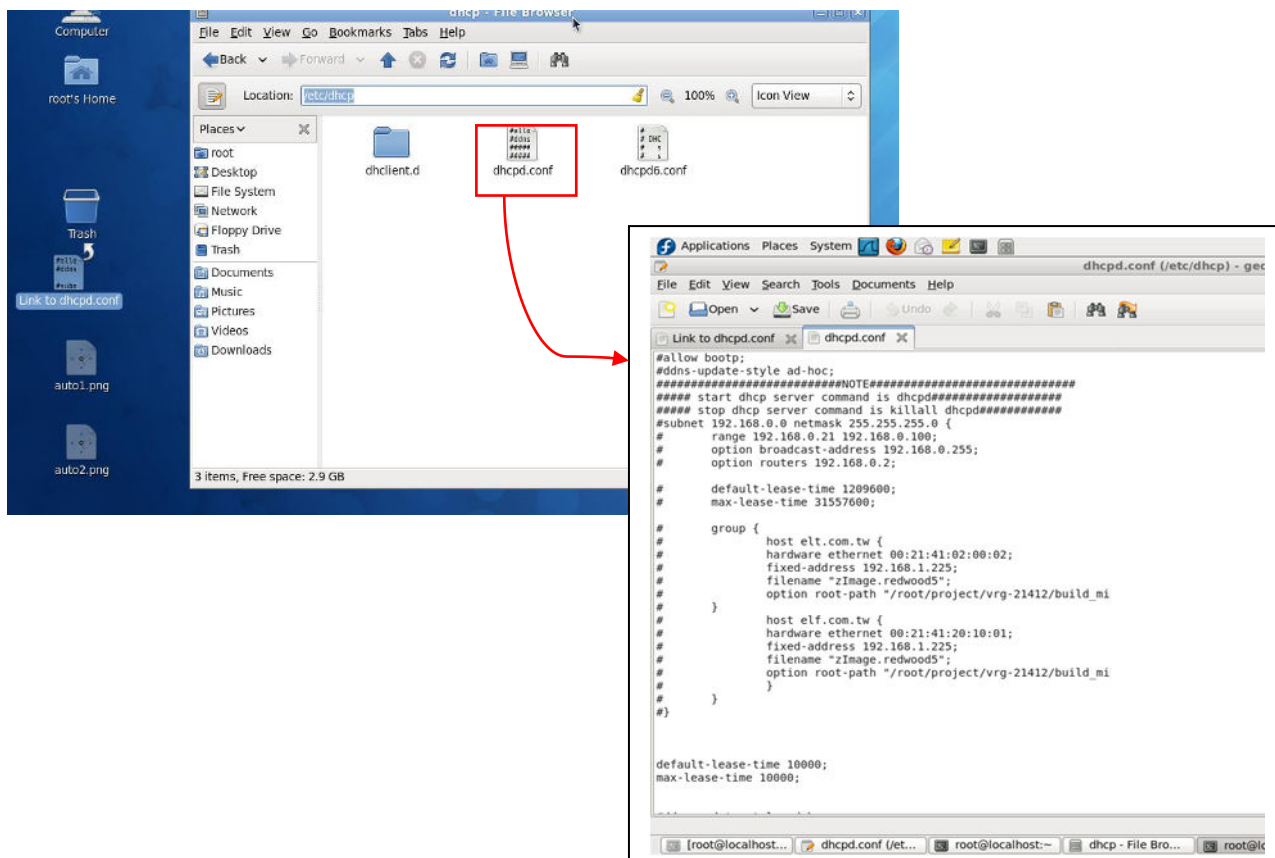 Computer
root's Home
Trash
Link to dhcpd.conf
auto1.png
auto2.png
dhcp - File Browser
File Edit View Go Bookmarks Tabs Help
Back Forward
Location: /etc/dhcp 100% Icon View
Places
root
Desktop
File System
Network
Floppy Drive
Trash
Documents
Music
Pictures
Videos
Downloads
dhclient.d
dhcpd.conf
dhcpd6.conf
3 items, Free space: 2.9 GB
Applications Places System
dhcpd.conf (/etc/dhcp) - gec
File Edit View Search Tools Documents Help
Open Save Undo
Link to dhcpd.conf dhcpd.conf
#allow bootp;
#ddns-update-style ad-hoc;
###########################NOTE##############################
##### start dhcp server command is dhcpd###################
##### stop dhcp server command is killall dhcpd############
#subnet 192.168.0.0 netmask 255.255.255.0 {
# range 192.168.0.21 192.168.0.100;
# option broadcast-address 192.168.0.255;
# option routers 192.168.0.2;
# default-lease-time 1209600;
# max-lease-time 31557600;
# group {
# host elt.com.tw {
# hardware ethernet 00:21:41:02:00:02;
# fixed-address 192.168.1.225;
# filename "zImage.redwood5";
# option root-path "/root/project/vrg-21412/build_mi
# }
# host elf.com.tw {
# hardware ethernet 00:21:41:20:10:01;
# fixed-address 192.168.1.225;
# filename "zImage.redwood5";
# option root-path "/root/project/vrg-21412/build_mi
# }
# }
#}
default-lease-time 10000;
max-lease-time 10000;
[root@localhost... dhcpd.conf (/et... root@localhost:~ dhcp - File Bro... root@lo